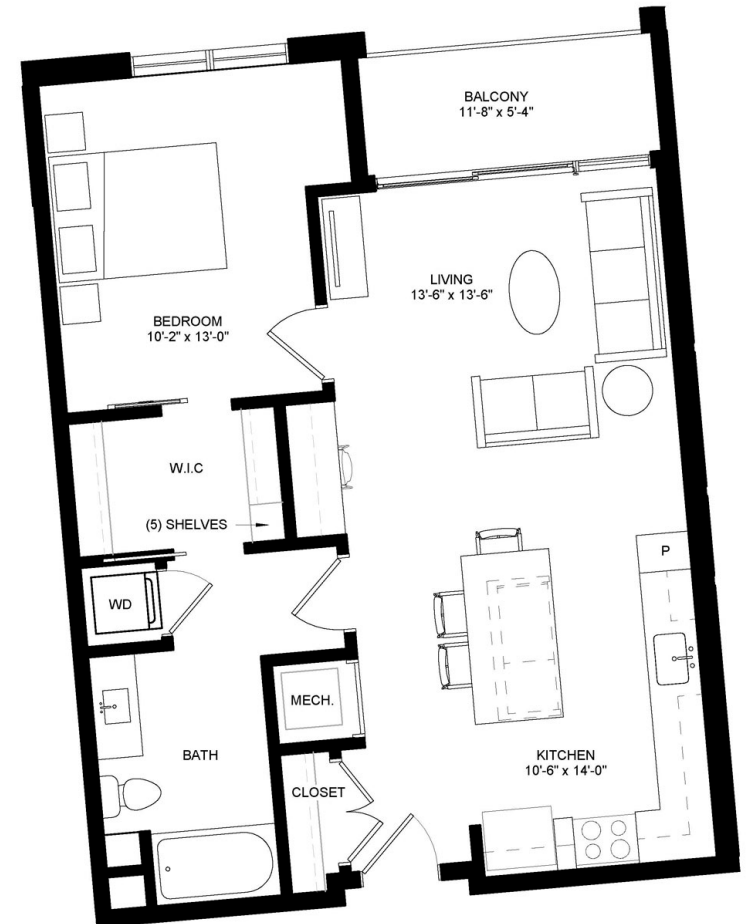 BALCONY
11'-8" x 5'-4"
LIVING
13'-6" x 13'-6"
BEDROOM
10'-2" x 13'-0"
W.I.C
(5) SHELVES
P
WD
MECH.
BATH
KITCHEN
10'-6" x 14'-0"
CLOSET